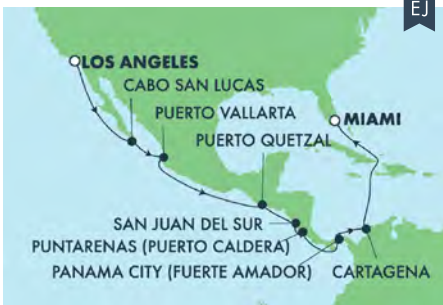 EJ
LOS ANGELES
CABO SAN LUCAS
PUERTO VALLARTA
MIAMI
PUERTO QUETZAL
SAN JUAN DEL SUR
PUNTARENAS (PUERTO CALDERA)
PANAMA CITY (FUERTE AMADOR)
CARTAGENA